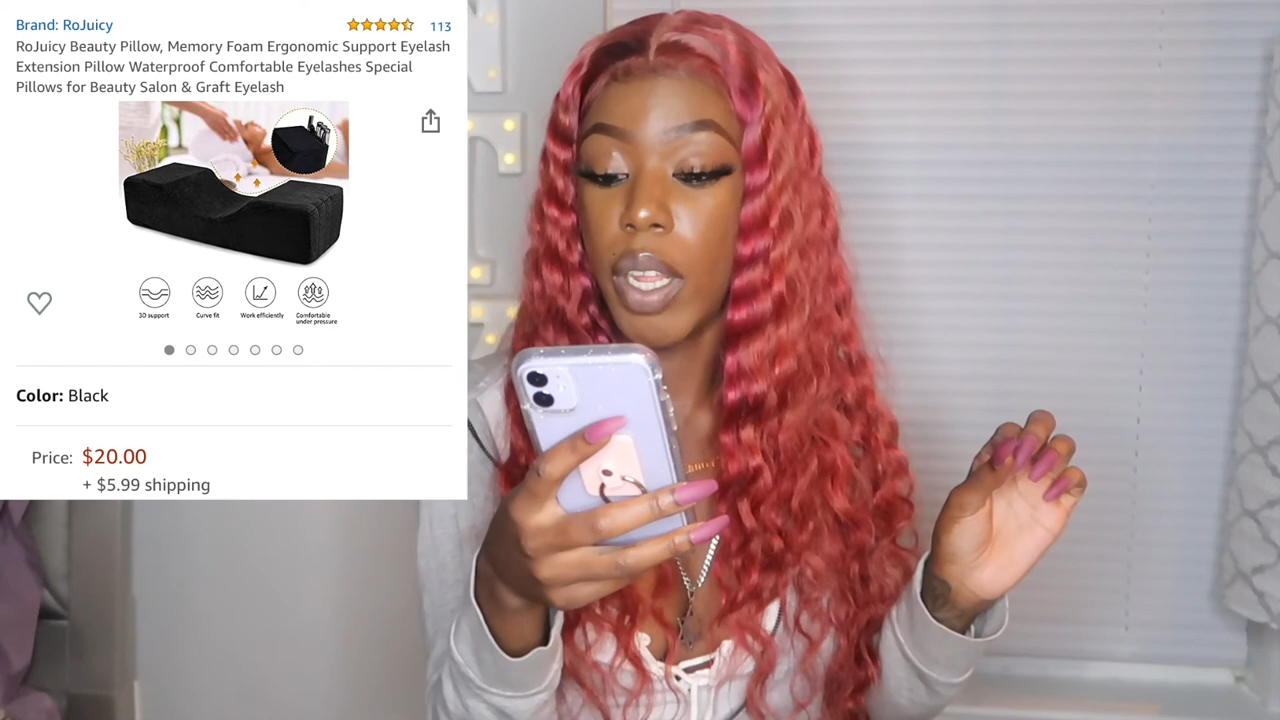 Brand: RoJuicy
113
RoJuicy Beauty Pillow, Memory Foam Ergonomic Support Eyelash
Extension Pillow Waterproof Comfortable Eyelashes Special
Pillows for Beauty Salon & Graft Eyelash
3D support
Curve fit
Work efficiently
Comfortable
under pressure
Color: Black
Price: $20.00
+ $5.99 shipping